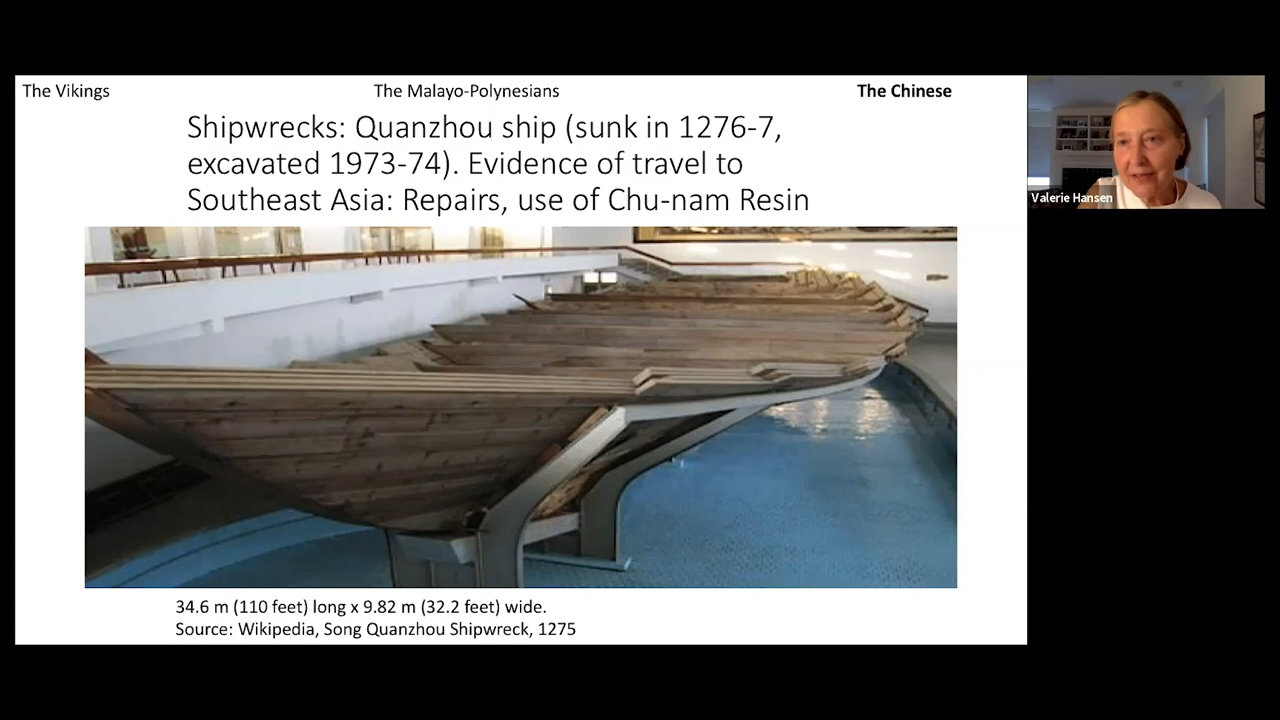 The Vikings
The Malayo-Polynesians
The Chinese
Shipwrecks: Quanzhou ship (sunk in 1276-7,
excavated 1973-74). Evidence of travel to
Southeast Asia: Repairs, use of Chu-nam Resin
34.6 m (110 feet) long x 9.82 m (32.2 feet) wide.
Source: Wikipedia, Song Quanzhou Shipwreck, 1275
Valerie Hansen